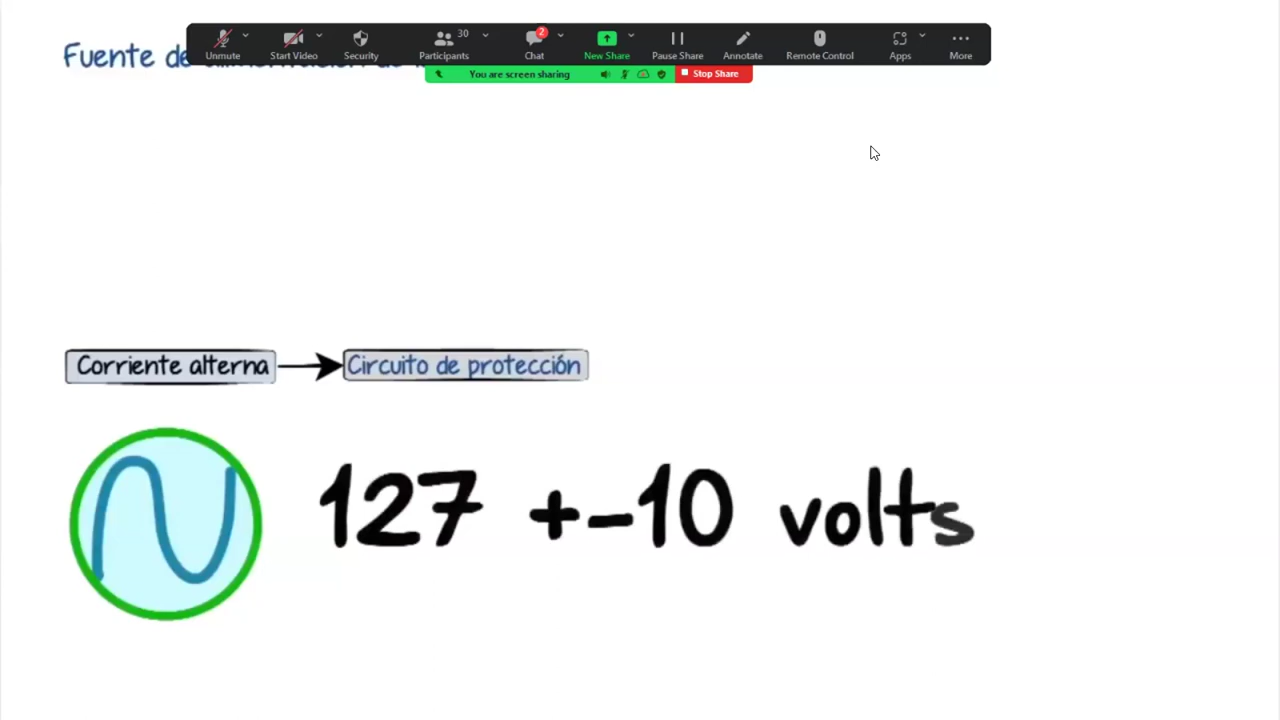 30
2
Unmute
Start Video
Security
Participants
Chat
New Share
Pause Share
Annotate
Remote Control
Apps
More
Fuente de
You are screen sharing
Stop Share
Corriente alterna
Circuito de protección
127 +-10 volts